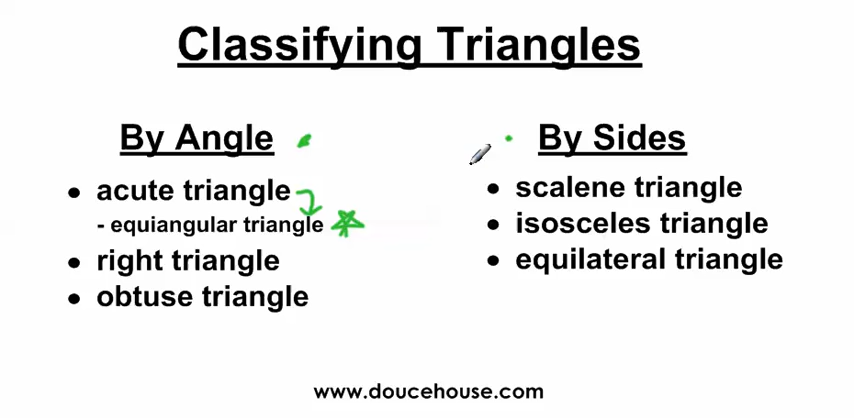 Classifying Triangles
By Angle
• acute triangle
- equiangular triangle
• right triangle
• obtuse triangle
By Sides
• scalene triangle
• isosceles triangle
• equilateral triangle
www.doucehouse.com